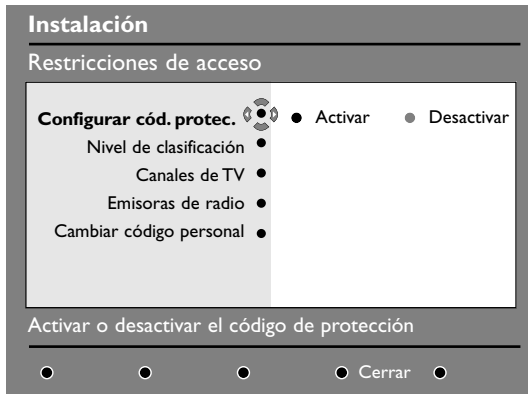 Instalación
Restricciones de acceso
Configurar cód. protec. Activar Desactivar
Nivel de clasificación
Canales de TV
Emisoras de radio
Cambiar código personal
Activar o desactivar el código de protección
Cerrar